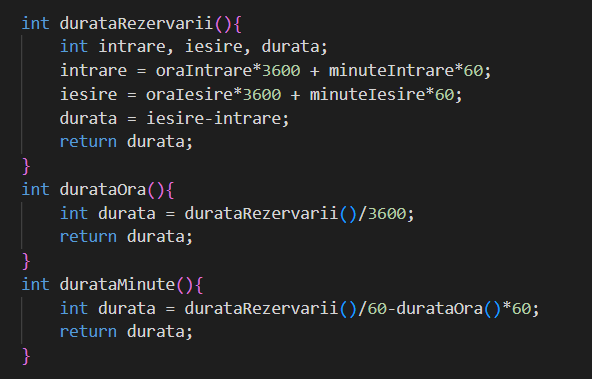 int durataRezervarii(){
    int intrare, iesire, durata;
    intrare = oraIntrare*3600 + minuteIntrare*60;
    iesire = oraIesire*3600 + minuteIesire*60;
    durata = iesire-intrare;
    return durata;
}
int durataOra(){
    int durata = durataRezervarii()/3600;
    return durata;
}
int durataMinute(){
    int durata = durataRezervarii()/60-durataOra()*60;
    return durata;
}